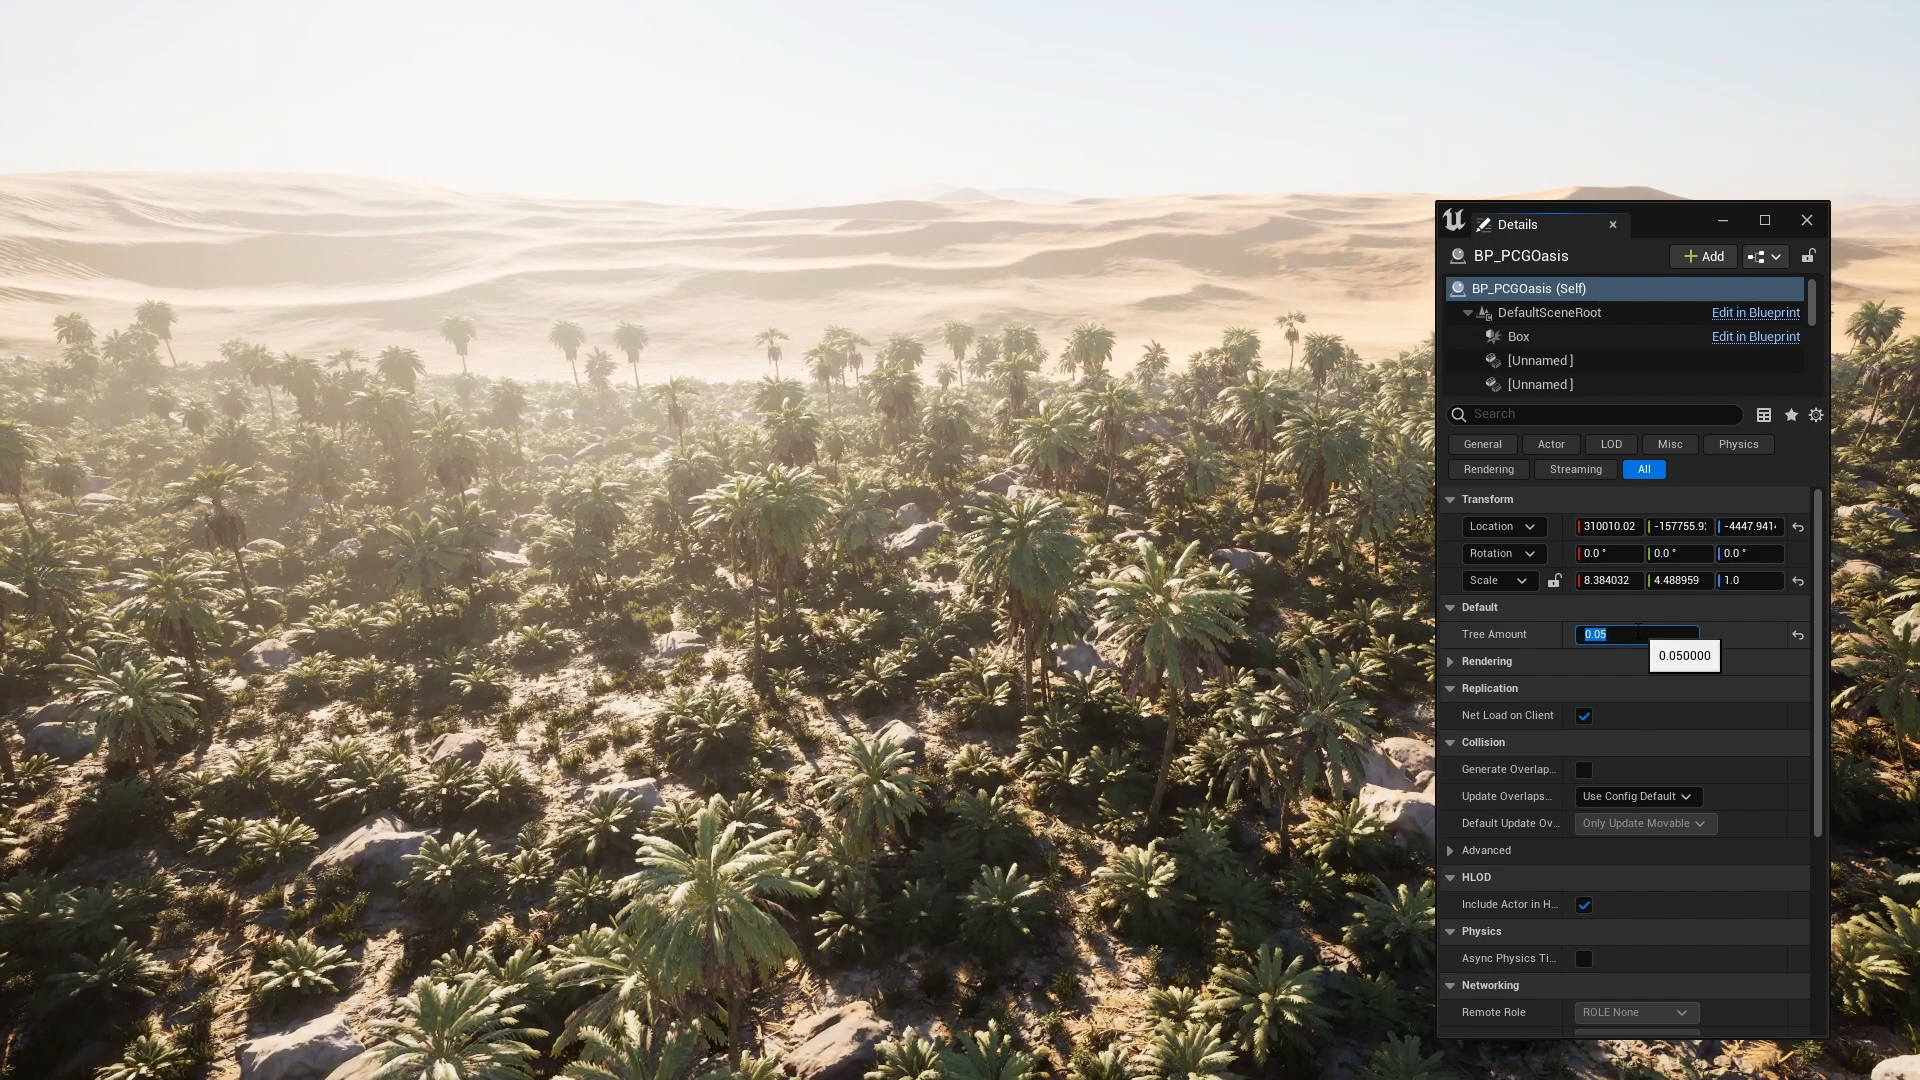 Details
BP_PCGOasis
Add
BP_PCGOasis (Self)
DefaultSceneRoot Edit in Blueprint
Box Edit in Blueprint
[Unnamed ]
[Unnamed ]
Search
General Actor LOD Misc Physics
Rendering Streaming All
Transform
Location 310010.02 -157755.9 -4447.941
Rotation 0.0 ° 0.0 ° 0.0 °
Scale 8.384032 4.488959 1.0
Default
Tree Amount 0.05
0.050000
Rendering
Replication
Net Load on Client
Collision
Generate Overlap...
Update Overlaps... Use Config Default
Default Update Ov... Only Update Movable
Advanced
HLOD
Include Actor in H...
Physics
Async Physics Ti...
Networking
Remote Role ROLE None